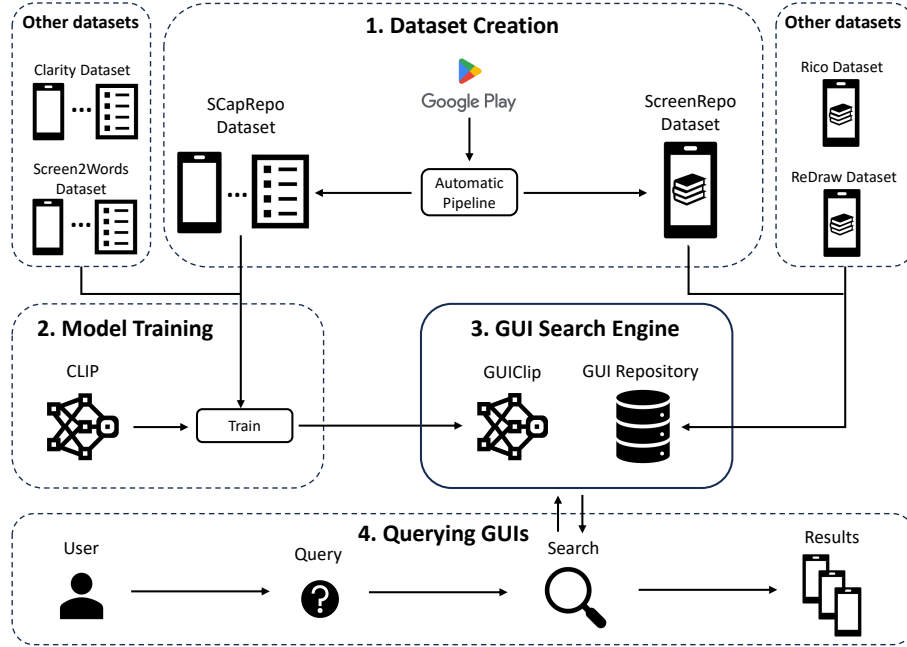 Other datasets
Clarity Dataset
Screen2Words
Dataset
1. Dataset Creation
Google Play
SCapRepo
Dataset
ScreenRepo
Dataset
Automatic
Pipeline
Other datasets
Rico Dataset
ReDraw Dataset
2. Model Training
CLIP
Train
3. GUI Search Engine
GUIClip
GUI Repository
4. Querying GUIs
User
Query
?
Search
Results